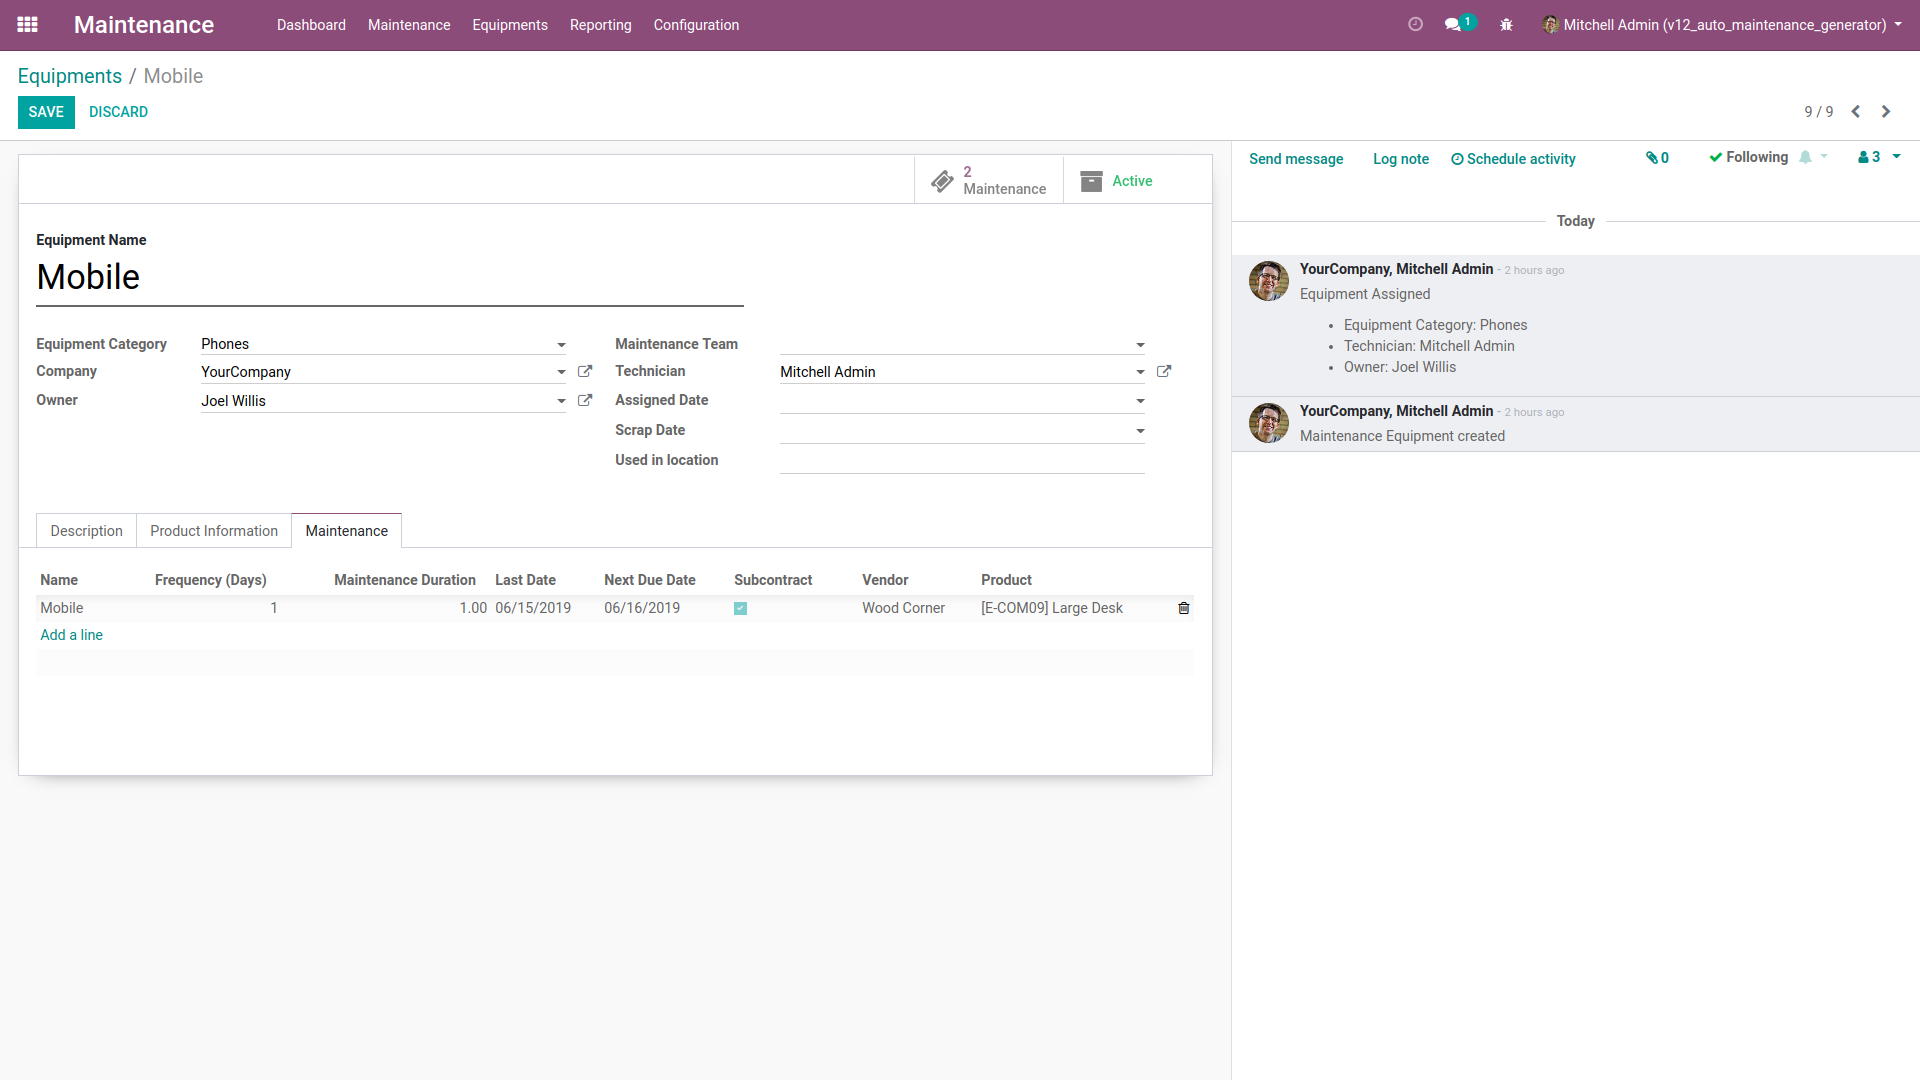 Maintenance Dashboard Maintenance Equipments Reporting Configuration 1 Mitchell Admin (v12_auto_maintenance_generator)
Equipments / Mobile
SAVE DISCARD 9 / 9
2
Maintenance
Active
Equipment Name
Mobile
Equipment Category Phones
Company YourCompany
Owner Joel Willis
Maintenance Team
Technician Mitchell Admin
Assigned Date
Scrap Date
Used in location
Description Product Information Maintenance
Name Frequency (Days) Maintenance Duration Last Date Next Due Date Subcontract Vendor Product
Mobile 1 1.00 06/15/2019 06/16/2019 Wood Corner [E-COM09] Large Desk
Add a line
Send message Log note Schedule activity 0 Following 3
Today
YourCompany, Mitchell Admin - 2 hours ago
Equipment Assigned
• Equipment Category: Phones
• Technician: Mitchell Admin
• Owner: Joel Willis
YourCompany, Mitchell Admin - 2 hours ago
Maintenance Equipment created